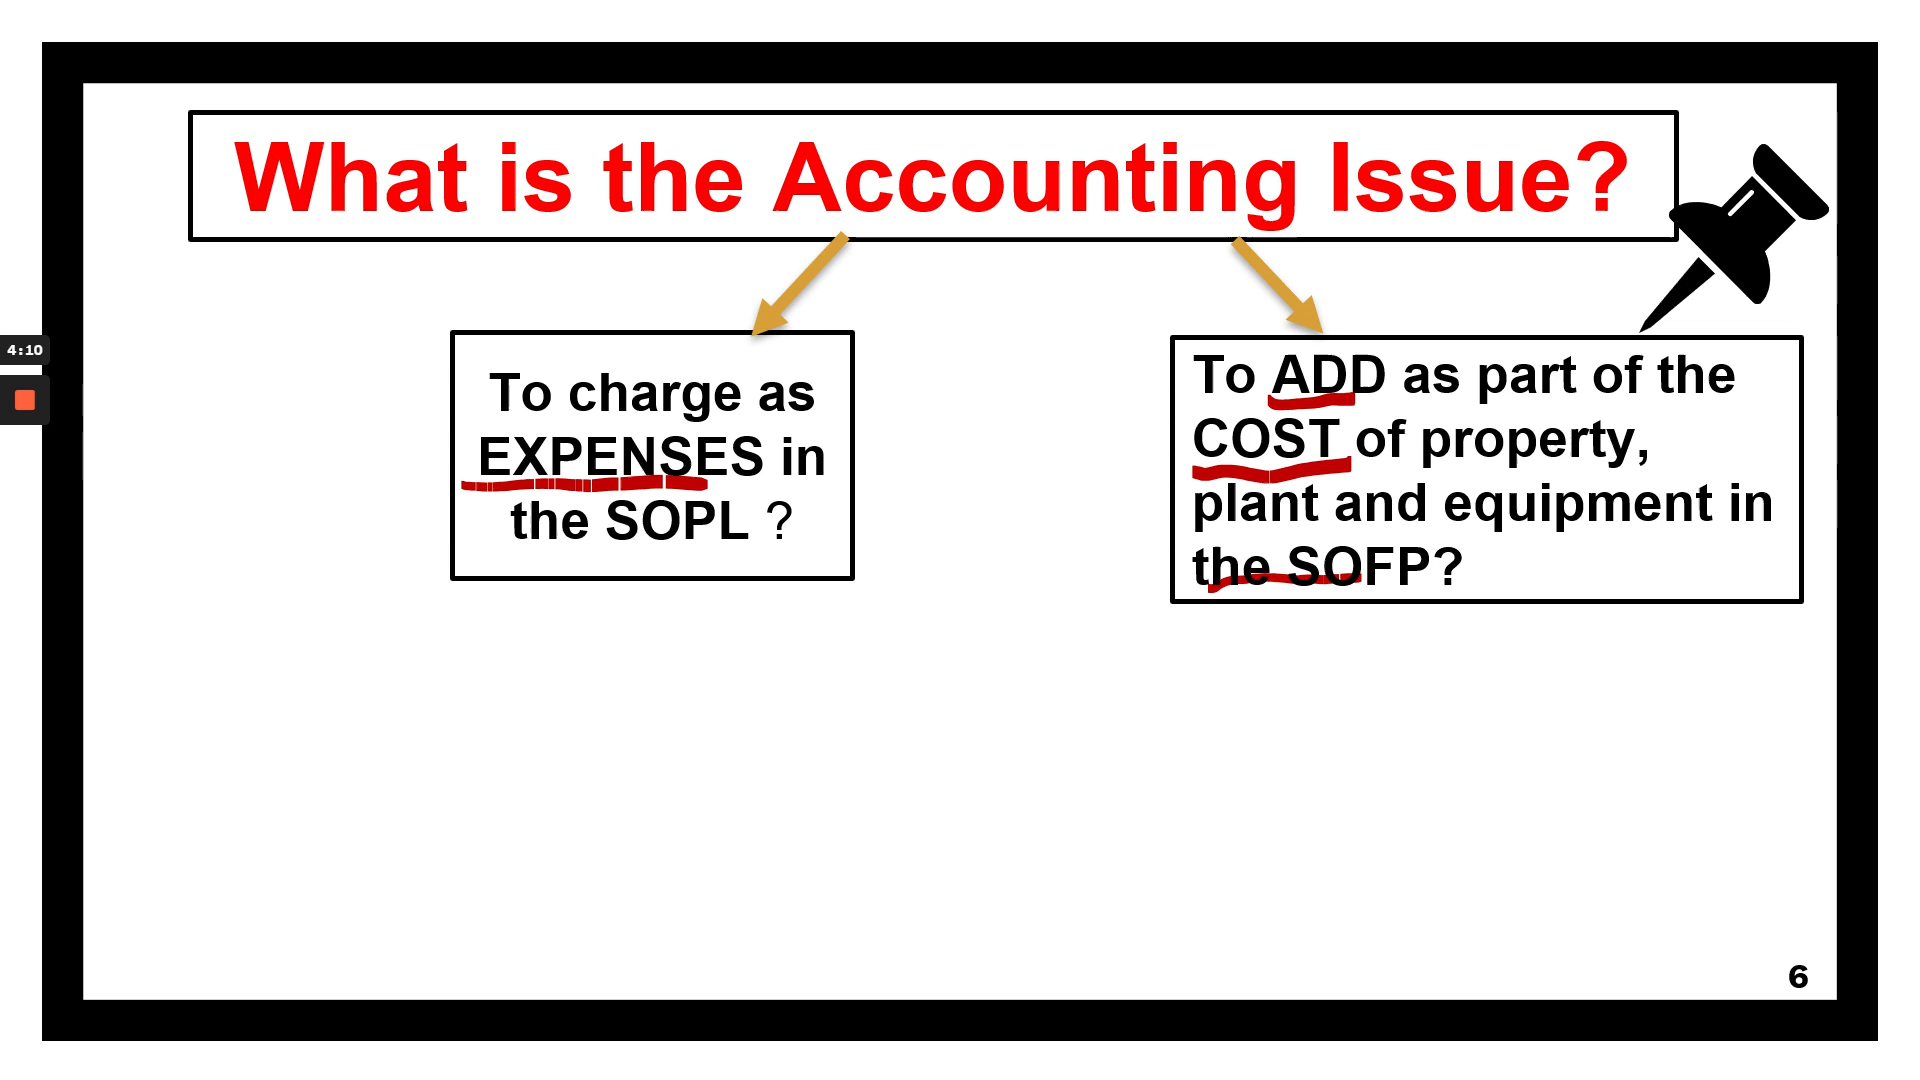 What is the Accounting Issue?
4:10
To charge as
EXPENSES in
the SOPL ?
To ADD as part of the
COST of property,
plant and equipment in
the SOFP?
6